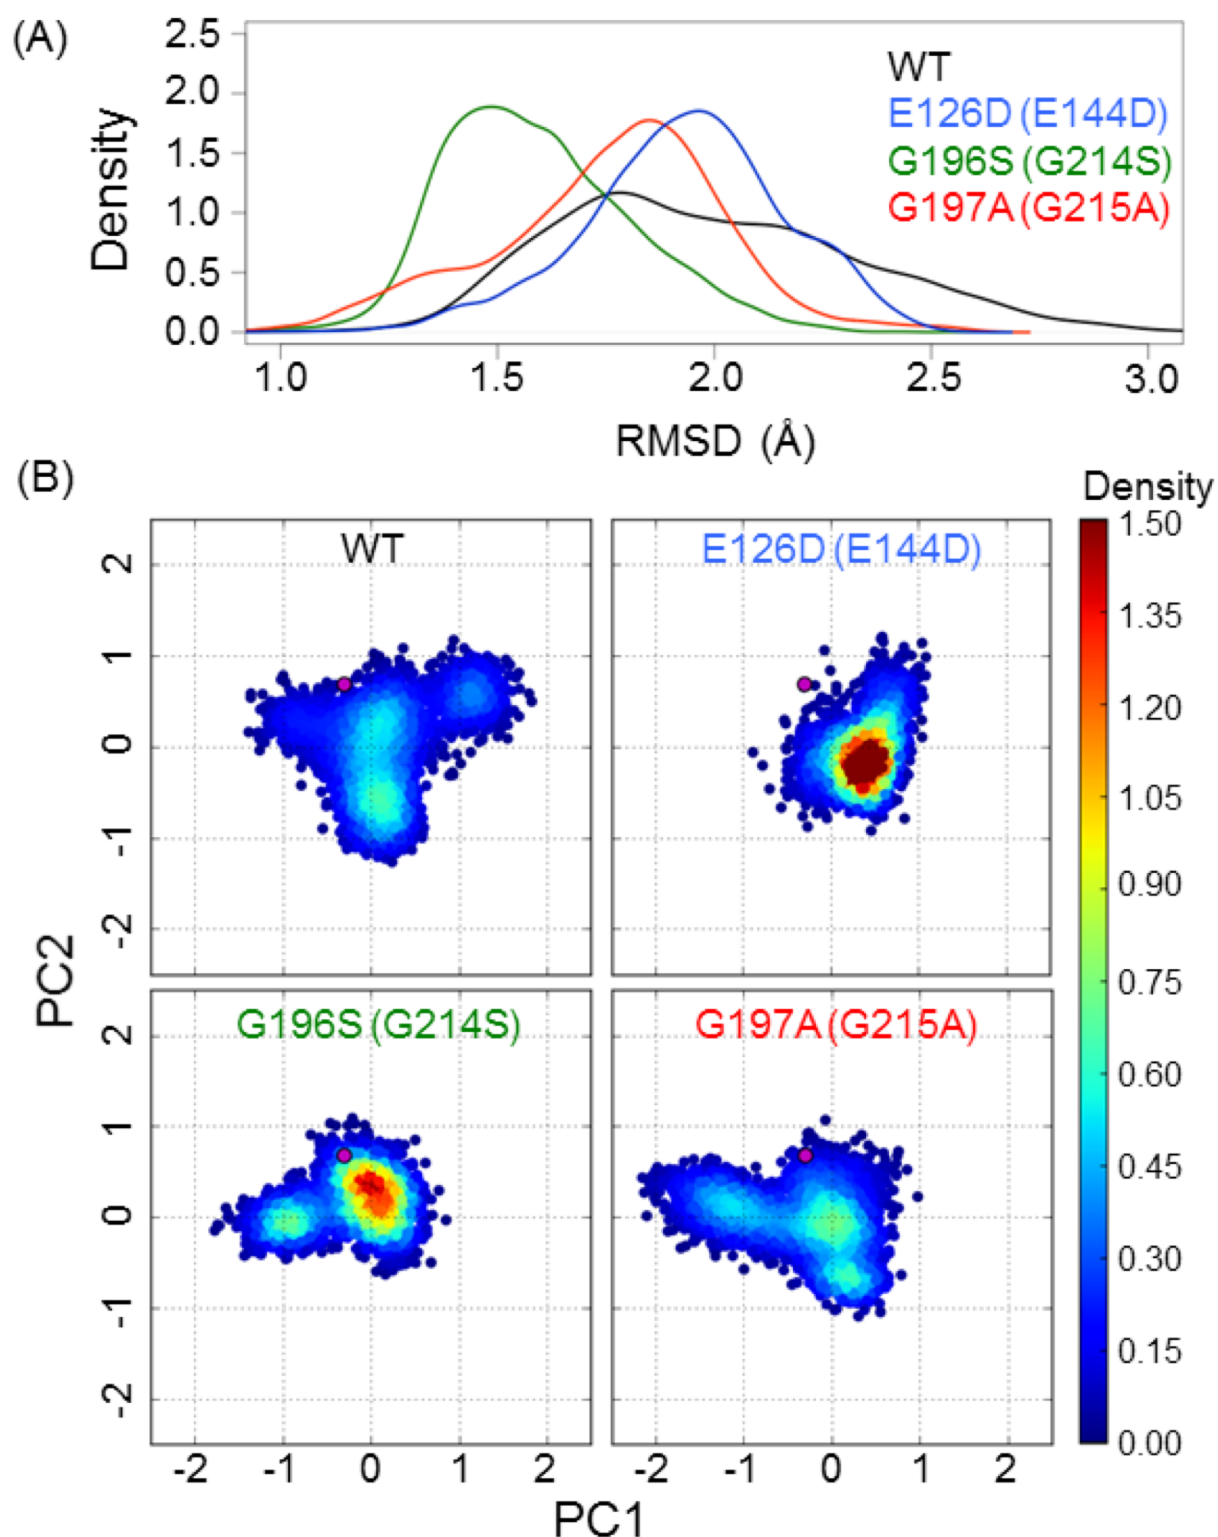 (A)
Density
2.5
2.0
1.5
1.0
0.5
0.0
WT
E126D (E144D)
G196S (G214S)
G197A (G215A)
1.0 1.5 2.0 2.5 3.0
RMSD (Å)
(B)
Density
WT
E126D (E144D)
2
1
0
-1
-2
PC2
G196S (G214S)
G197A (G215A)
2
1
0
-1
-2
1.50
1.35
1.20
1.05
0.90
0.75
0.60
0.45
0.30
0.15
0.00
-2 -1 0 1 2 -2 -1 0 1 2
PC1